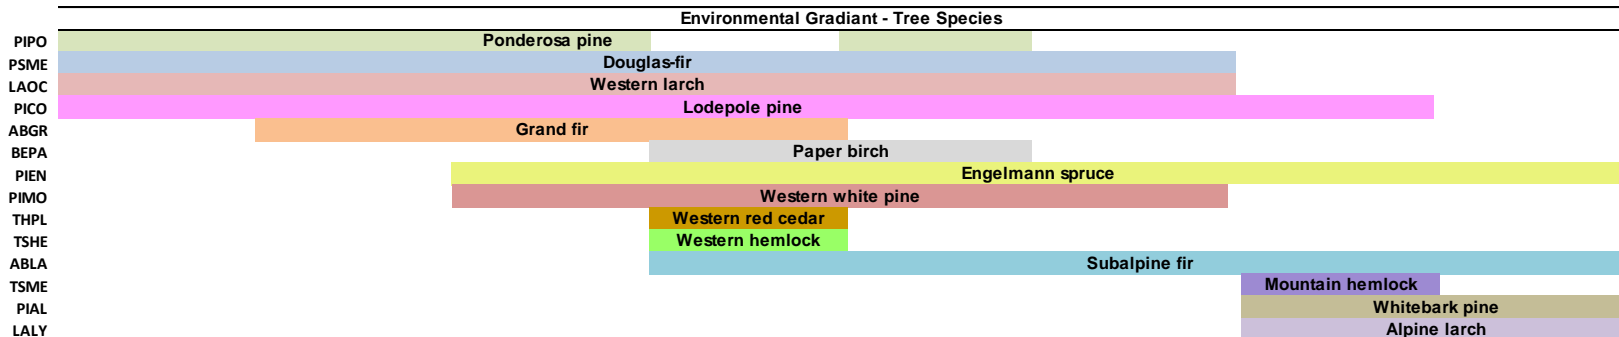 Environmental Gradiant - Tree Species
PIPO Ponderosa pine
PSME Douglas-fir
LAOC Western larch
PICO Lodepole pine
ABGR Grand fir
BEPA Paper birch
PIEN Engelmann spruce
PIMO Western white pine
THPL Western red cedar
TSHE Western hemlock
ABLA Subalpine fir
TSME Mountain hemlock
PIAL Whitebark pine
LALY Alpine larch